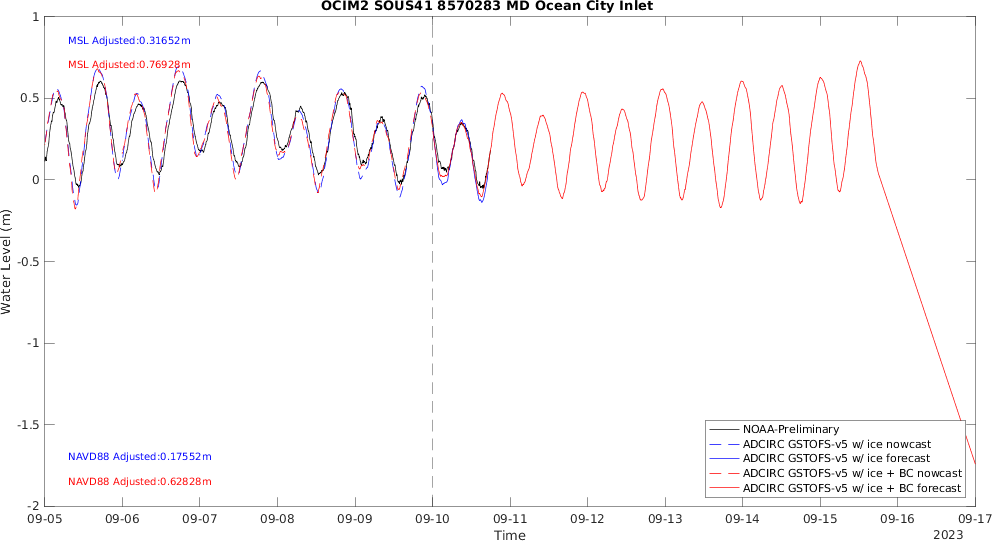 OCIM2 SOUS41 8570283 MD Ocean City Inlet
1
MSL Adjusted:0.31652m
MSL Adjusted:0.76928m
0.5
0
-0.5
Water Level (m)
-1
-1.5
NOAA-Preliminary
ADCIRC GSTOFS-v5 w/ ice nowcast
ADCIRC GSTOFS-v5 w/ ice forecast
ADCIRC GSTOFS-v5 w/ ice + BC nowcast
ADCIRC GSTOFS-v5 w/ ice + BC forecast
NAVD88 Adjusted:0.17552m
NAVD88 Adjusted:0.62828m
-2
09-05 09-06 09-07 09-08 09-09 09-10 09-11 09-12 09-13 09-14 09-15 09-16 09-17
Time
2023